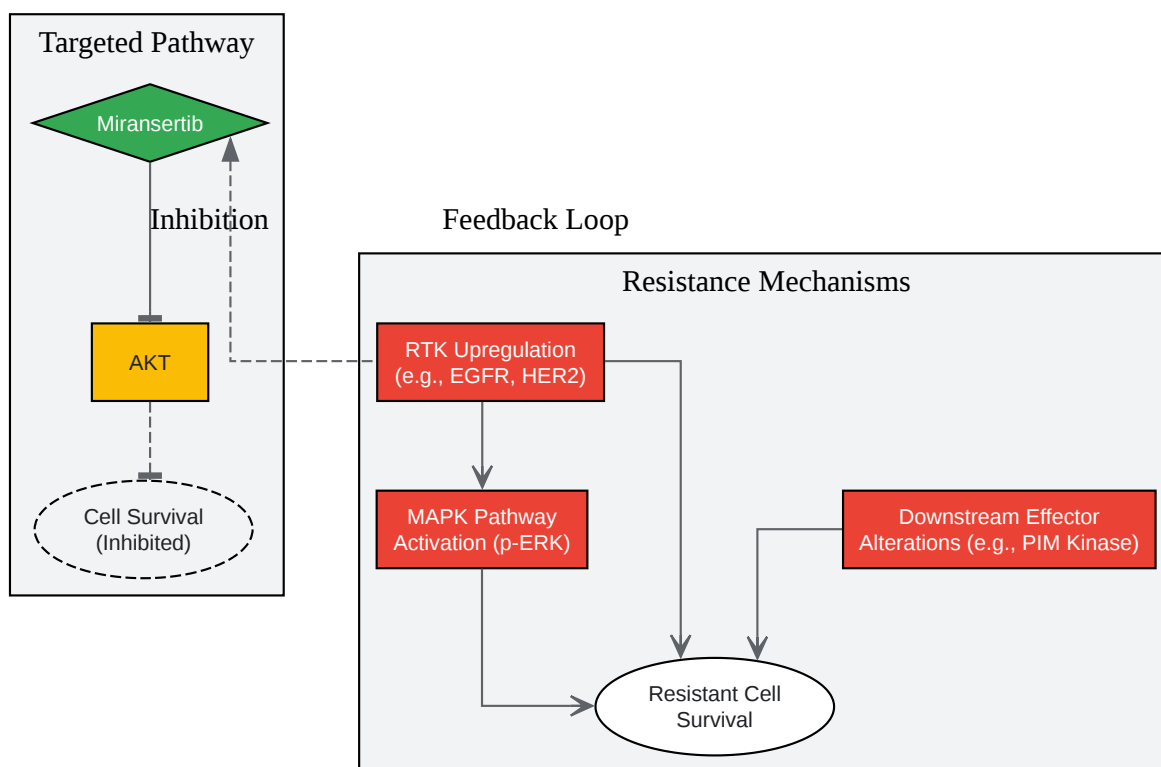 Targeted Pathway
Miransertib
Inhibition
AKT
Cell Survival
(Inhibited)
Feedback Loop
Resistance Mechanisms
RTK Upregulation
(e.g., EGFR, HER2)
MAPK Pathway
Activation (p-ERK)
Downstream Effector
Alterations (e.g., PIM Kinase)
Resistant Cell
Survival